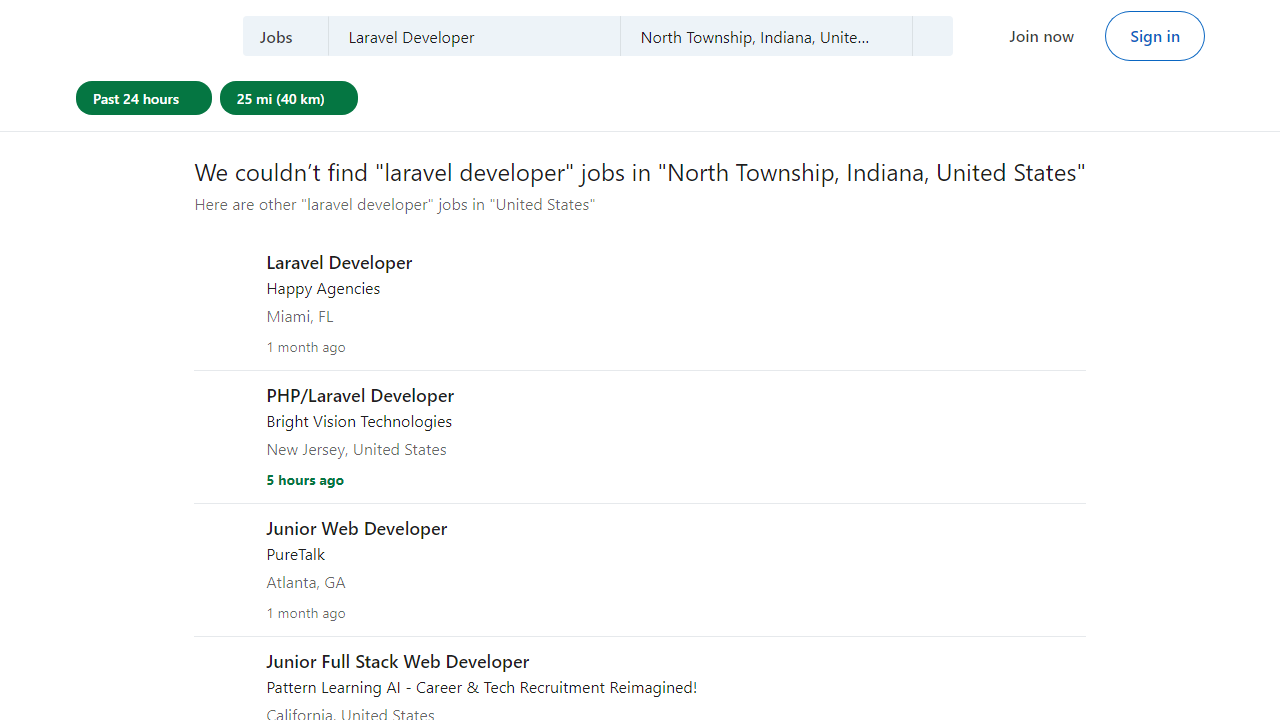 Jobs
Laravel Developer
North Township, Indiana, Unite...
Join now
Sign in
Past 24 hours
25 mi (40 km)
We couldn’t find "laravel developer" jobs in "North Township, Indiana, United States"
Here are other "laravel developer" jobs in "United States"
Laravel Developer
Happy Agencies
Miami, FL
1 month ago
PHP/Laravel Developer
Bright Vision Technologies
New Jersey, United States
5 hours ago
Junior Web Developer
PureTalk
Atlanta, GA
1 month ago
Junior Full Stack Web Developer
Pattern Learning AI - Career & Tech Recruitment Reimagined!
California, United States